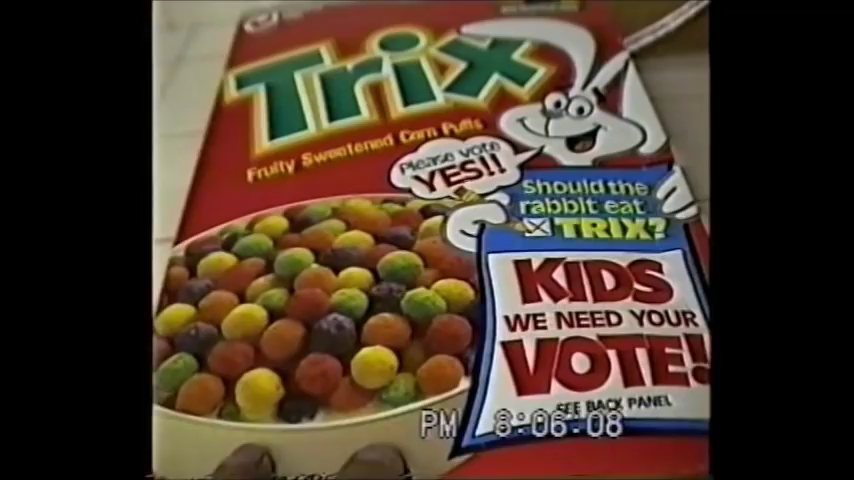 Trix
Fruity Sweetened Corn Puffs
Please vote
YES!!
Should the
rabbit eat
TRIX?
KIDS
WE NEED YOUR
VOTE!
SEE BACK PANEL
PM 8:06:08